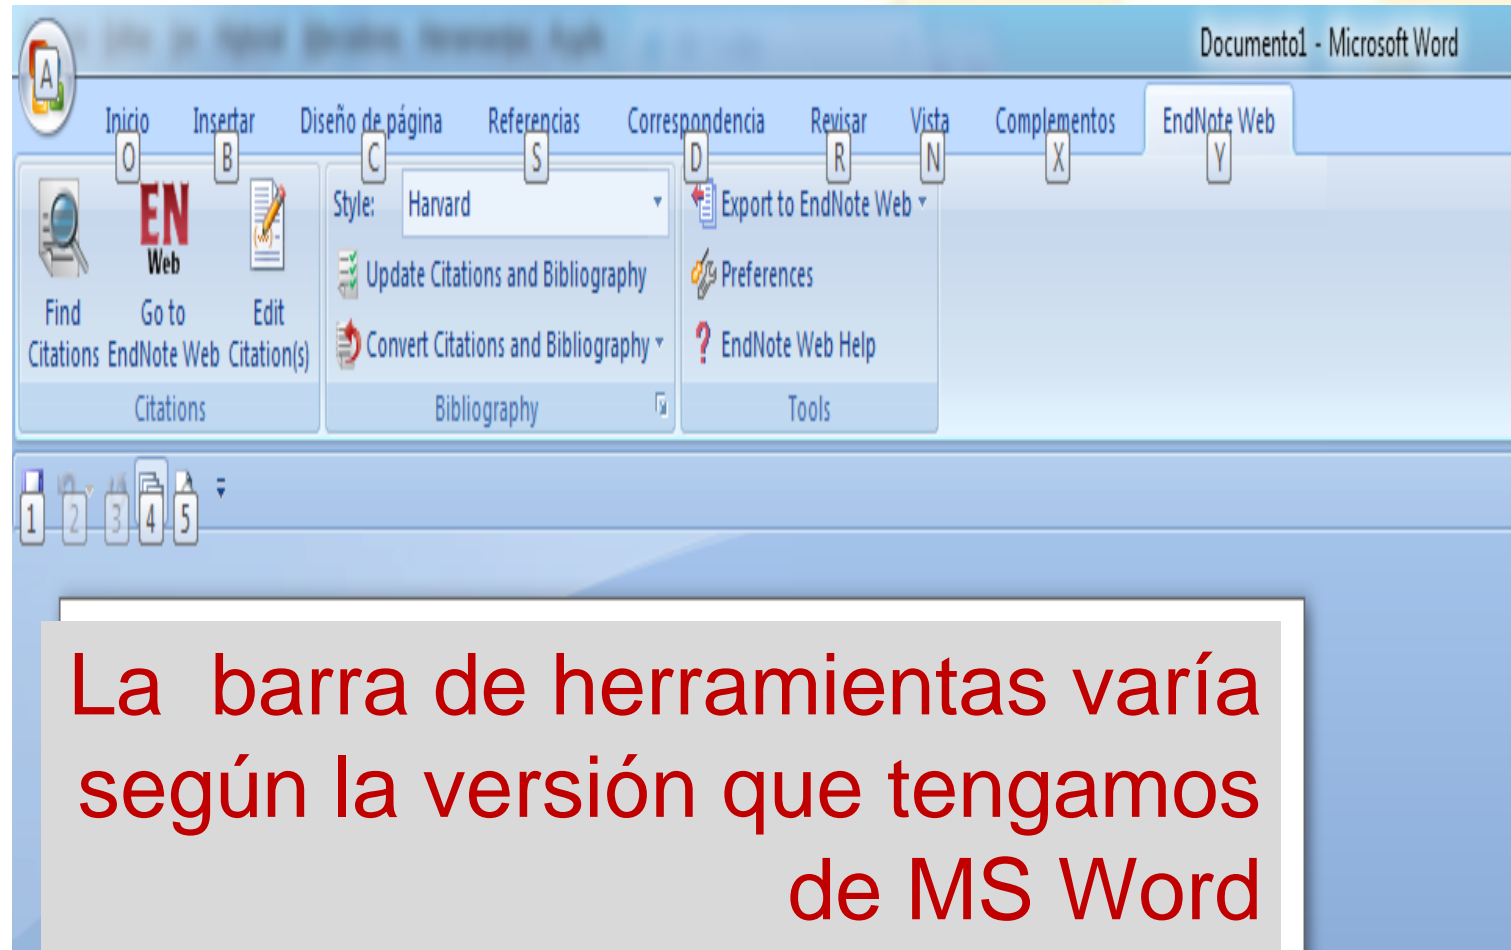 Documento1 - Microsoft Word
A
Inicio Insertar Diseño de página Referencias Correspondencia Revisar Vista Complementos EndNote Web
O B C S D R N X Y
EN
Web
Style: Harvard Export to EndNote Web
Update Citations and Bibliography Preferences
Find Go to Edit
Citations EndNote Web Citation(s)
Convert Citations and Bibliography ? EndNote Web Help
Citations Bibliography Tools
1 2 3 4 5
La barra de herramientas varía
según la versión que tengamos
de MS Word